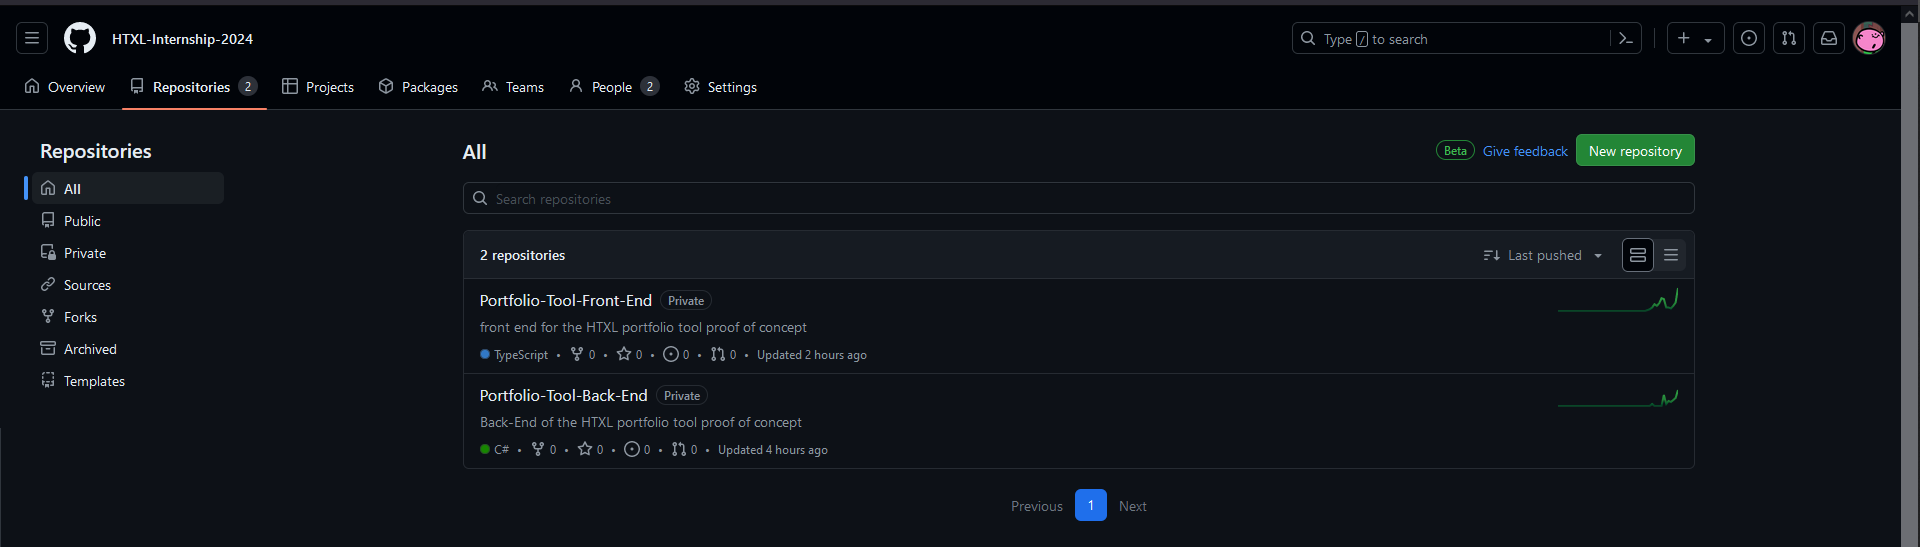 HTXL-Internship-2024
Type / to search
Overview
Repositories 2
Projects
Packages
Teams
People 2
Settings
Repositories
All
Public
Private
Sources
Forks
Archived
Templates
All
Beta Give feedback New repository
Search repositories
2 repositories
Last pushed
Portfolio-Tool-Front-End Private
front end for the HTXL portfolio tool proof of concept
TypeScript • 0 • 0 • 0 • 0 • Updated 2 hours ago
Portfolio-Tool-Back-End Private
Back-End of the HTXL portfolio tool proof of concept
C# • 0 • 0 • 0 • 0 • Updated 4 hours ago
Previous 1 Next